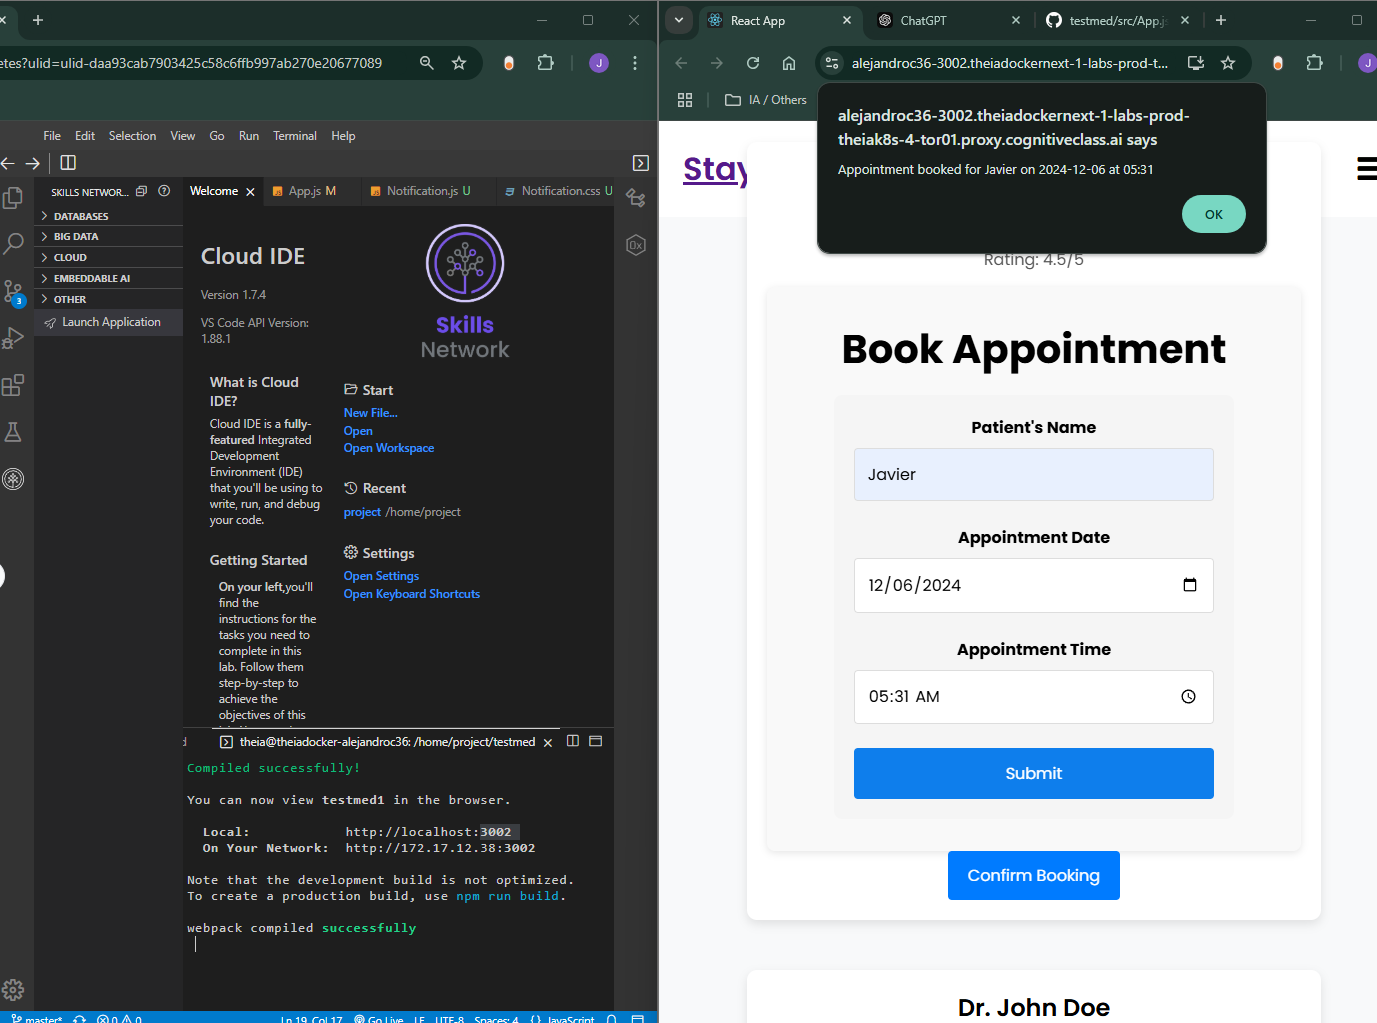 etes?ulid=ulid-daa93cab7903425c58c6ffb997ab270e20677089
J
File Edit Selection View Go Run Terminal Help
SKILLS NETWOR...
DATABASES
BIG DATA
CLOUD
EMBEDDABLE AI
OTHER
Launch Application
3
Welcome
App.js M
Notification.js U
Notification.css U
Cloud IDE
Version 1.7.4
VS Code API Version:
1.88.1
Skills
Network
What is Cloud
IDE?
Cloud IDE is a fully-
featured Integrated
Development
Environment (IDE)
that you'll be using to
write, run, and debug
your code.
Getting Started
On your left,you'll
find the
instructions for the
tasks you need to
complete in this
lab. Follow them
step-by-step to
achieve the
objectives of this
Start
New File...
Open
Open Workspace
Recent
project /home/project
Settings
Open Settings
Open Keyboard Shortcuts
0x
d
theia@theiadocker-alejandroc36: /home/project/testmed
Compiled successfully!
You can now view testmed1 in the browser.
Local: http://localhost:3002
On Your Network: http://172.17.12.38:3002
Note that the development build is not optimized.
To create a production build, use npm run build.
webpack compiled successfully
master* 0 0 Ln 19, Col 17 Go Live LF UTF-8 Spaces: 4 {} JavaScript
React App
ChatGPT
testmed/src/App.js
alejandroc36-3002.theiadockernext-1-labs-prod-t...
J
IA / Others
alejandroc36-3002.theiadockernext-1-labs-prod-
theiak8s-4-tor01.proxy.cognitiveclass.ai says
Appointment booked for Javier on 2024-12-06 at 05:31
OK
Stay
Rating: 4.5/5
Book Appointment
Patient's Name
Javier
Appointment Date
12/06/2024
Appointment Time
05:31 AM
Submit
Confirm Booking
Dr. John Doe